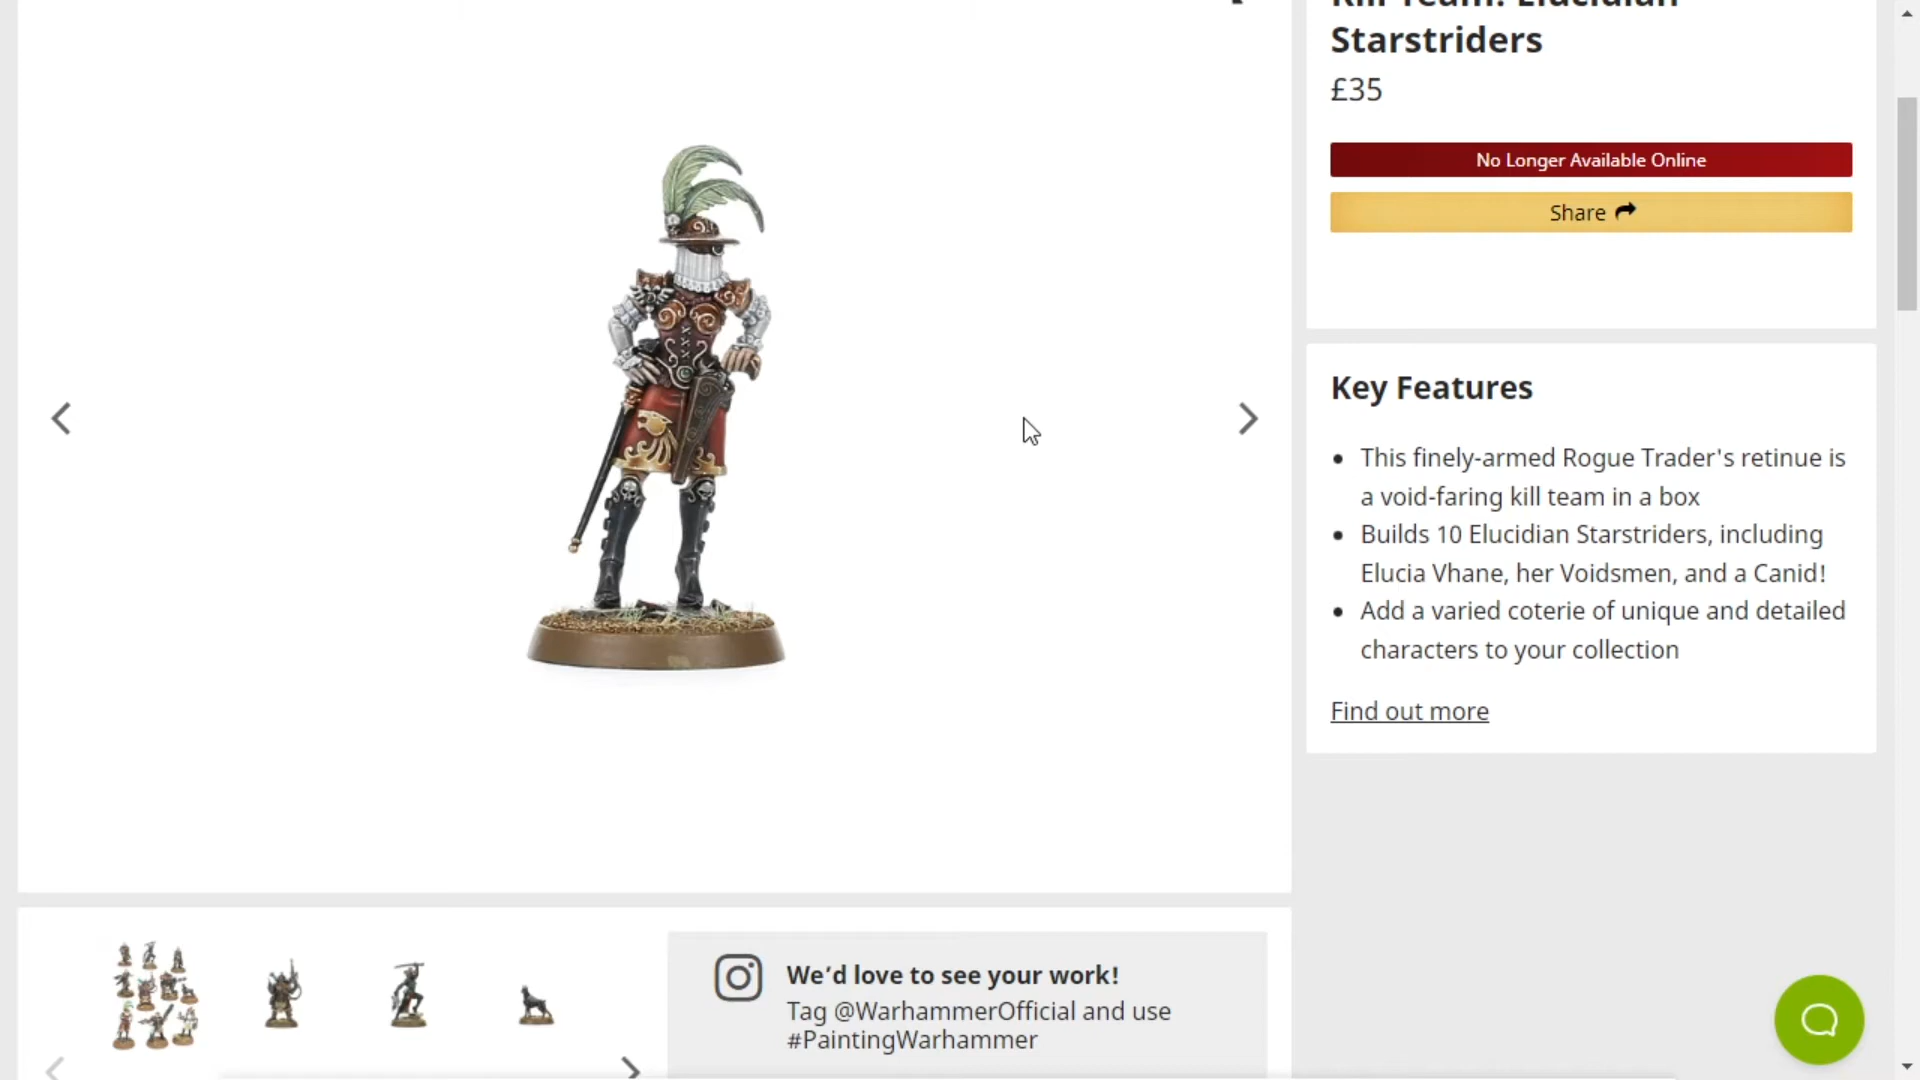 Kill Team: Elucidian
Starstriders
£35
No Longer Available Online
Share
Key Features
This finely-armed Rogue Trader's retinue is
a void-faring kill team in a box
Builds 10 Elucidian Starstriders, including
Elucia Vhane, her Voidsmen, and a Canid!
Add a varied coterie of unique and detailed
characters to your collection
Find out more
We'd love to see your work!
Tag @WarhammerOfficial and use
#PaintingWarhammer